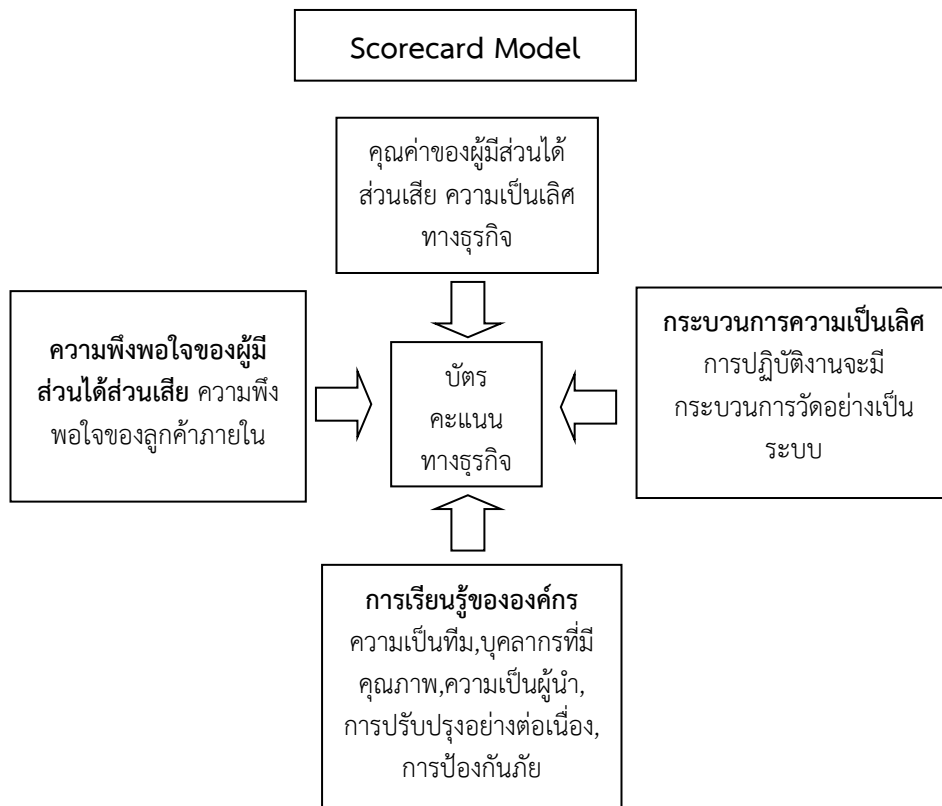 Scorecard Model
คุณค่าของผู้มีส่วนได้
ส่วนเสีย ความเป็นเลิศ
ทางธุรกิจ
ความพึงพอใจของผู้มี
ส่วนได้ส่วนเสีย ความพึง
พอใจของลูกค้าภายใน
บัตร
คะแนน
ทางธุรกิจ
กระบวนการความเป็นเลิศ
การปฏิบัติงานจะมี
กระบวนการวัดอย่างเป็น
ระบบ
การเรียนรู้ขององค์กร
ความเป็นทีม,บุคลากรที่มี
คุณภาพ,ความเป็นผู้นำ,
การปรับปรุงอย่างต่อเนื่อง,
การป้องกันภัย